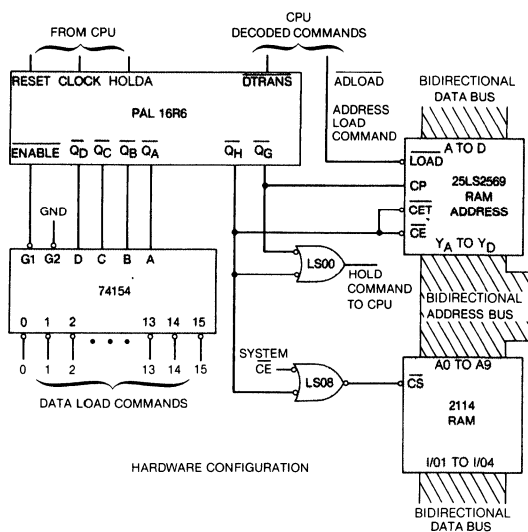 FROM CPU
CPU
DECODED COMMANDS
RESET CLOCK HOLDA DTRANS
PAL 16R6
ENABLE QD QC QB QA QH QG
ADLOAD
ADDRESS
LOAD
COMMAND
BIDIRECTIONAL
DATA BUS
A TO D
LOAD
25LS2569
RAM
ADDRESS
CP
CET
CE
YA TO YD
GND
G1 G2 D C B A
74154
0 1 2 13 14 15
0 1 2 13 14 15
DATA LOAD COMMANDS
LS00
HOLD
COMMAND
TO CPU
BIDIRECTIONAL
ADDRESS BUS
SYSTEM
CE
LS08
A0 TO A9
CS
2114
RAM
I/01 TO I/04
HARDWARE CONFIGURATION
BIDIRECTIONAL
DATA BUS